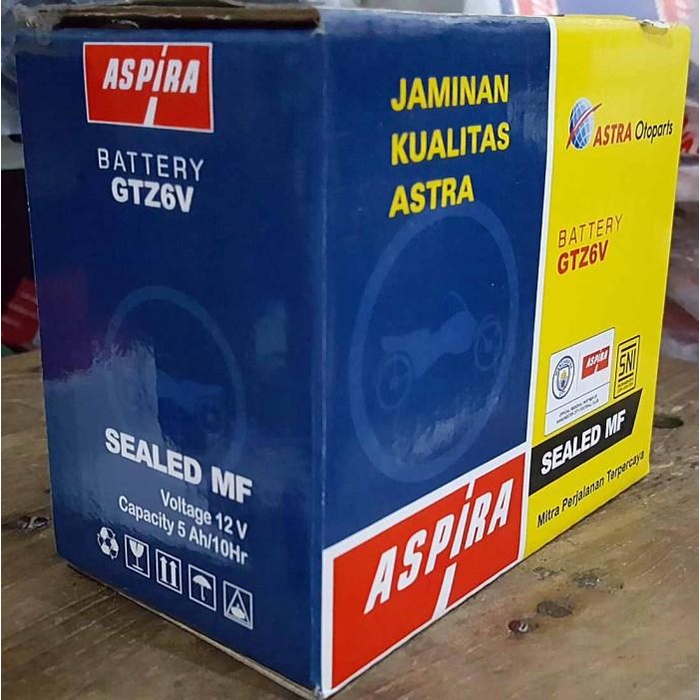 ASPIRA
BATTERY
GTZ6V
SEALED MF
Voltage 12 V
Capacity 5 Ah/10Hr
JAMINAN
KUALITAS
ASTRA
ASPIRA
ASTRA Otoparts
BATTERY
GTZ6V
ASPIRA
SNI
SEALED MF
Mitra Perjalanan Terpercaya